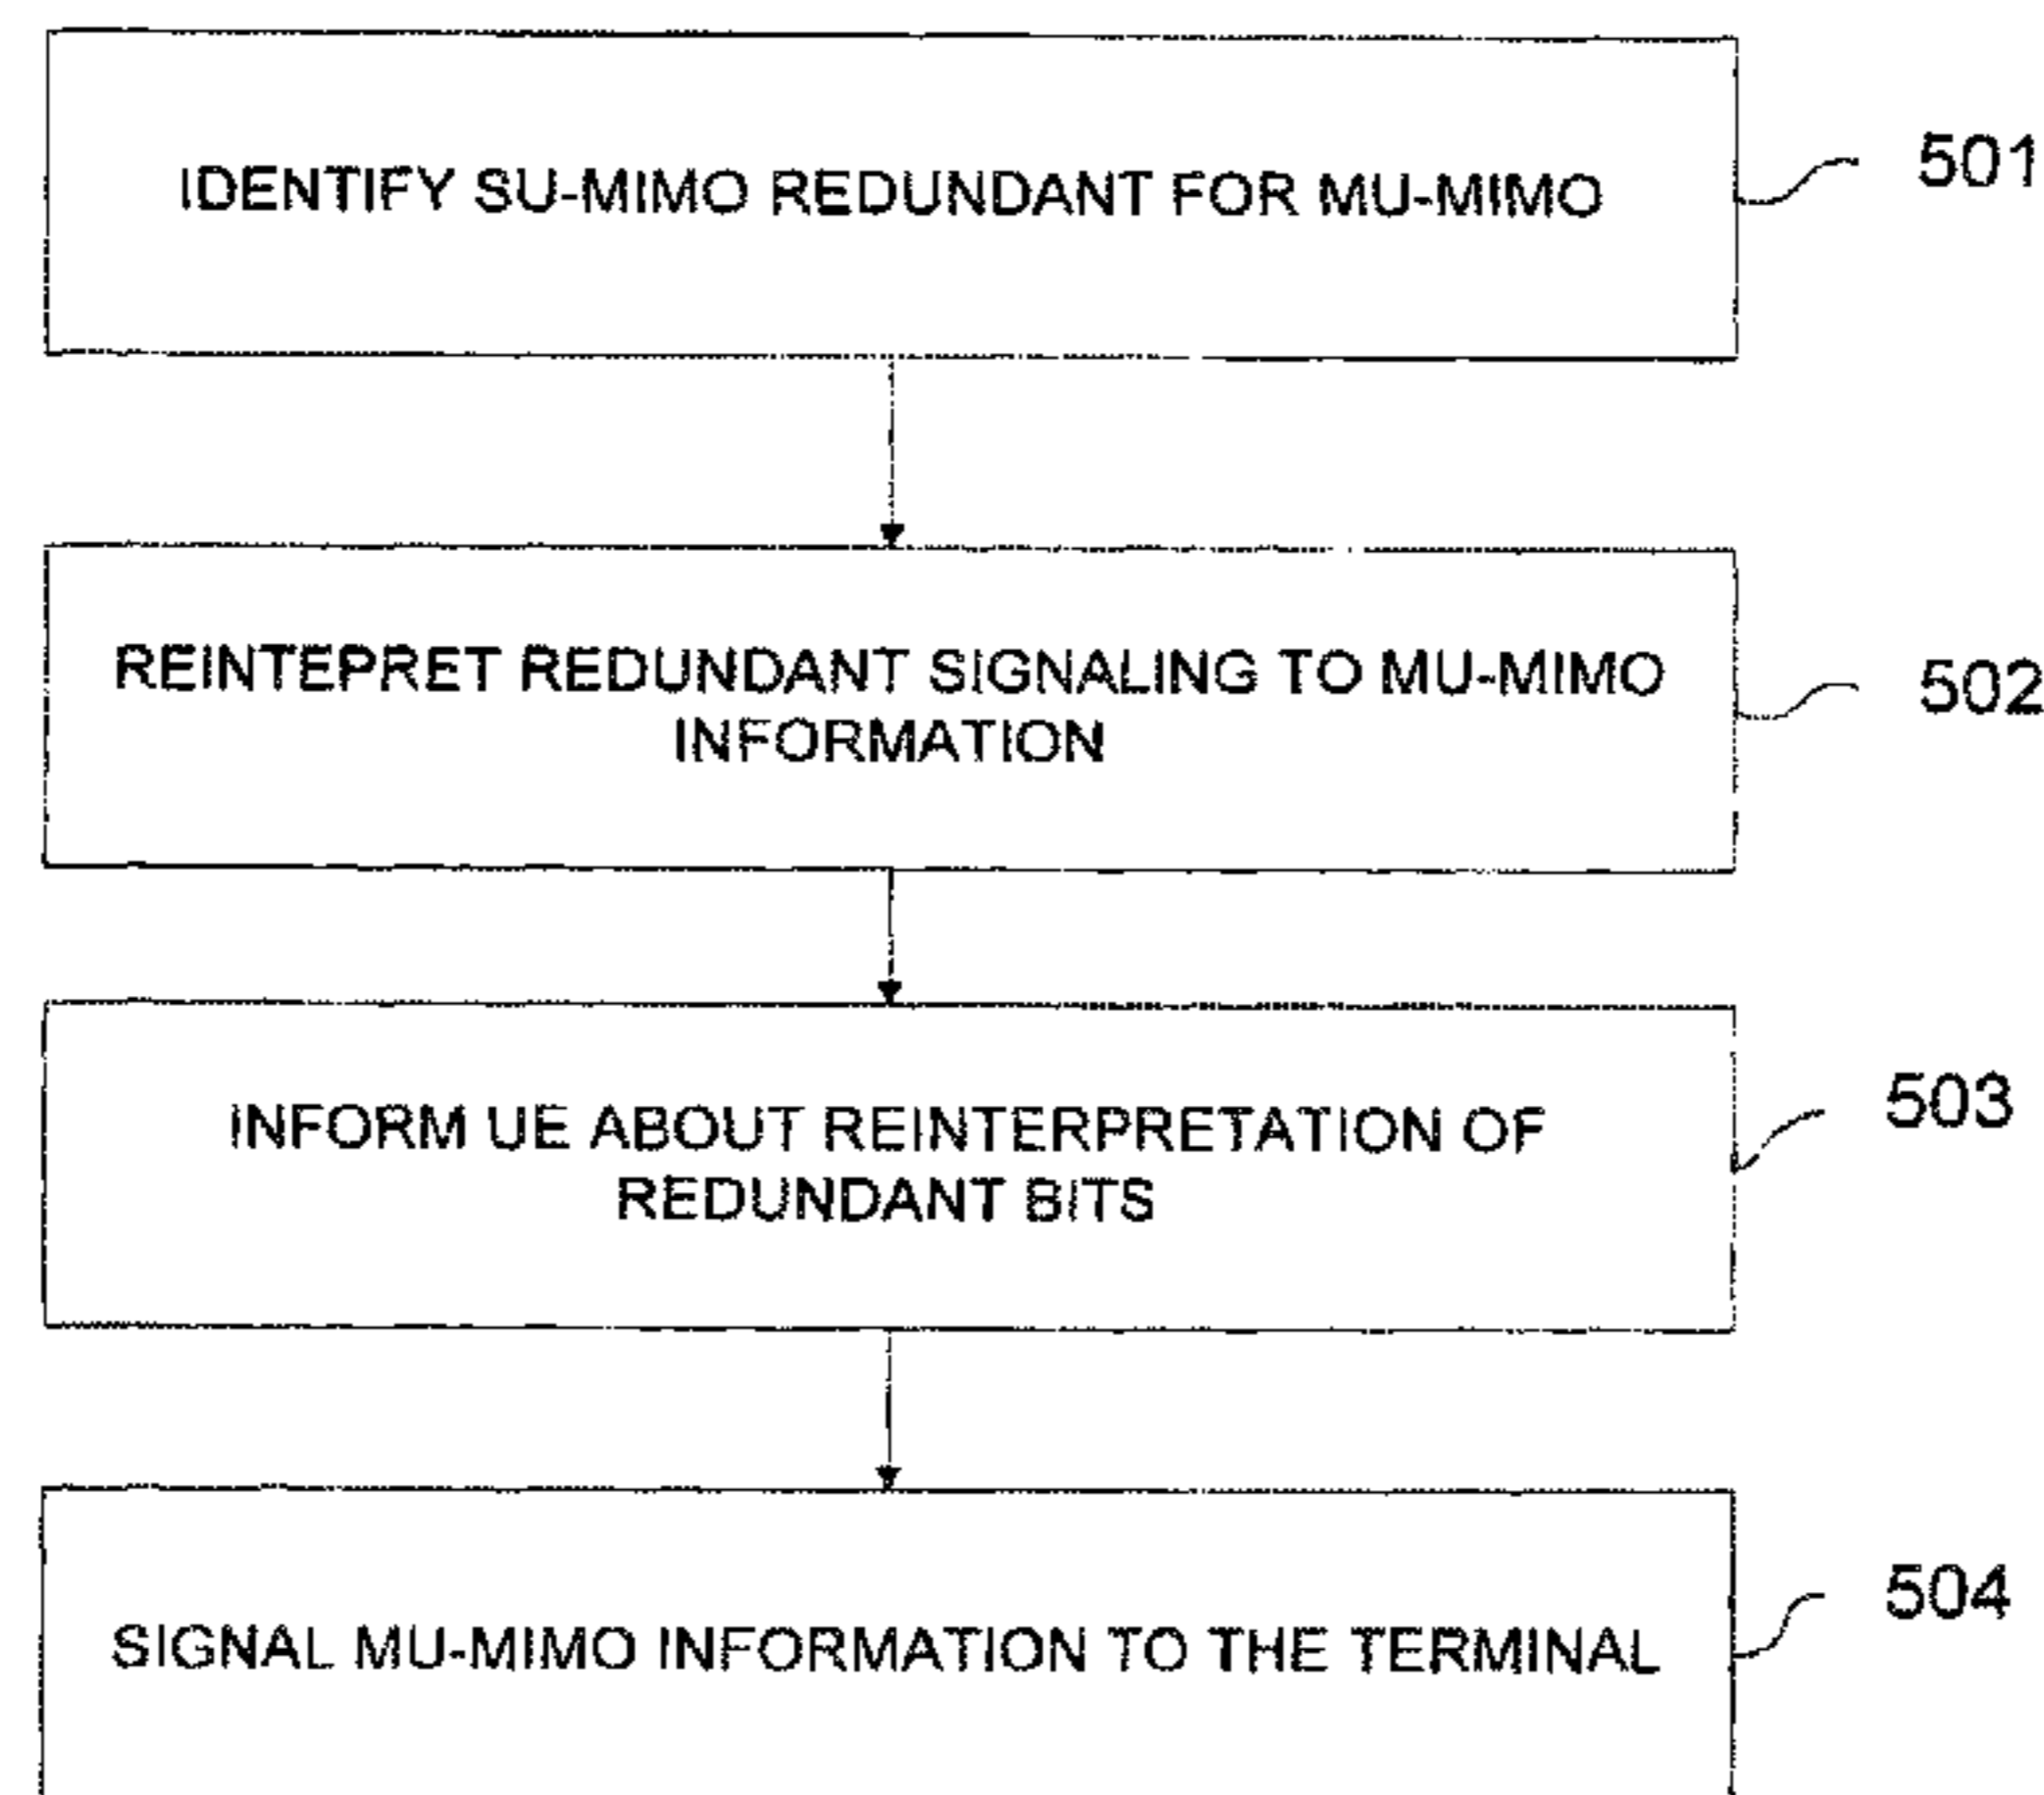 IDENTIFY SU-MIMO REDUNDANT FOR MU-MIMO
501
REINTEPRET REDUNDANT SIGNALING TO MU-MIMO
INFORMATION
502
INFORM UE ABOUT REINTERPRETATION OF
REDUNDANT BITS
503
SIGNAL MU-MIMO INFORMATION TO THE TERMINAL
504